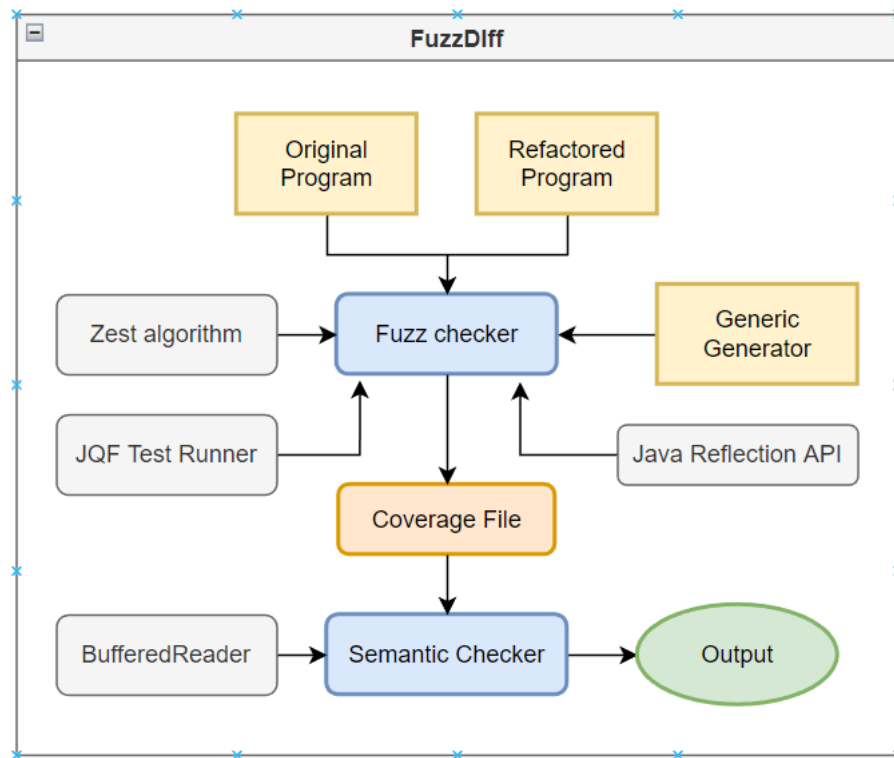 FuzzDIff
Original
Program
Refactored
Program
Zest algorithm
Fuzz checker
Generic
Generator
JQF Test Runner
Java Reflection API
Coverage File
BufferedReader
Semantic Checker
Output